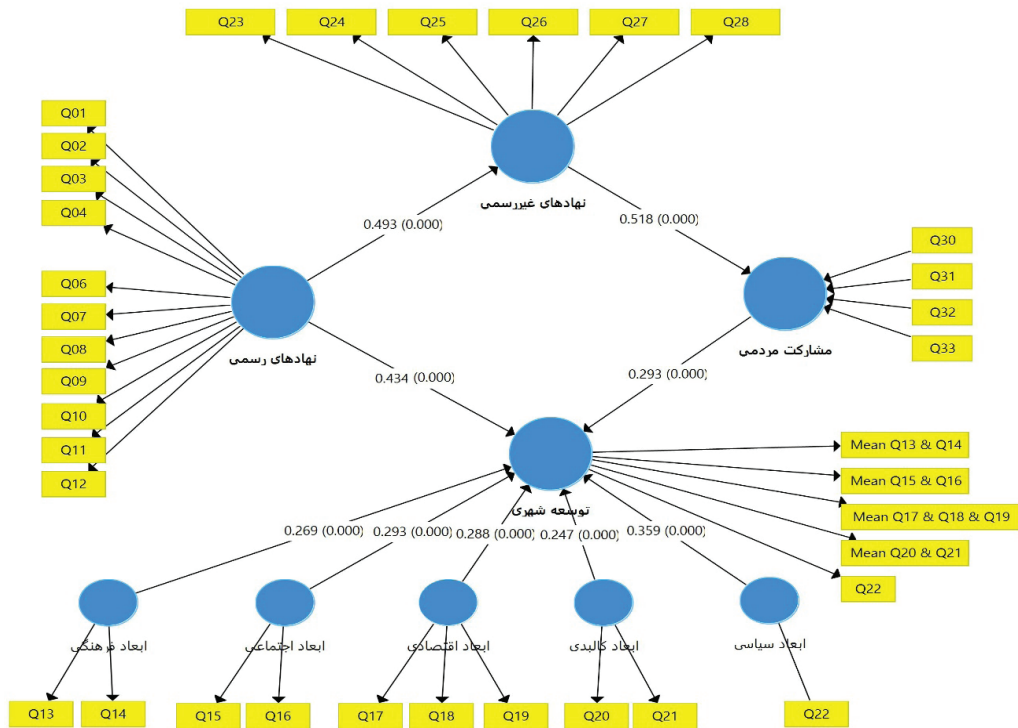 Q23 Q24 Q25 Q26 Q27 Q28
Q01
Q02
Q03
Q04
نهادهای غیررسمی
0.493 (0.000)
0.518 (0.000)
Q30
Q31
Q32
Q33
Q06
Q07
Q08
Q09
Q10
Q11
Q12
نهادهای رسمی
مشارکت مردمی
0.434 (0.000)
0.293 (0.000)
Mean Q13 & Q14
Mean Q15 & Q16
Mean Q17 & Q18 & Q19
Mean Q20 & Q21
Q22
توسعه شهری
0.269 (0.000) 0.293 (0.000) 0.288 (0.000) 0.247 (0.000) 0.359 (0.000)
ابعاد فرهنگی
ابعاد اجتماعی
ابعاد اقتصادی
ابعاد کالبدی
ابعاد سیاسی
Q13 Q14 Q15 Q16 Q17 Q18 Q19 Q20 Q21 Q22